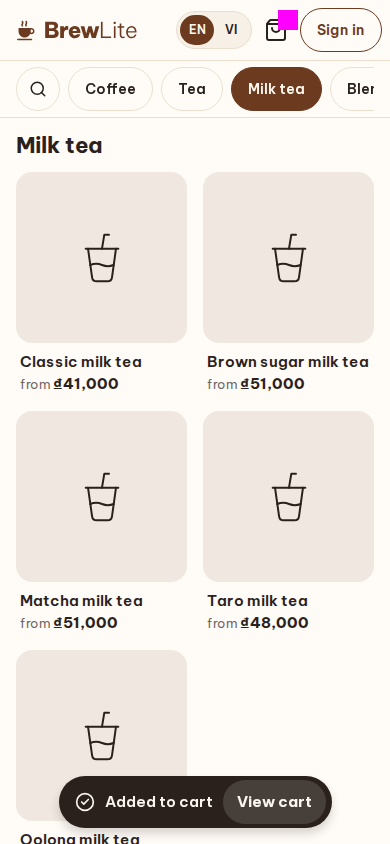 BrewLite
EN
VI
Sign in
Coffee
Tea
Milk tea
Milk tea
Classic milk tea
from ₫41,000
Brown sugar milk tea
from ₫51,000
Matcha milk tea
from ₫51,000
Taro milk tea
from ₫48,000
Added to cart
View cart
Oolong milk tea